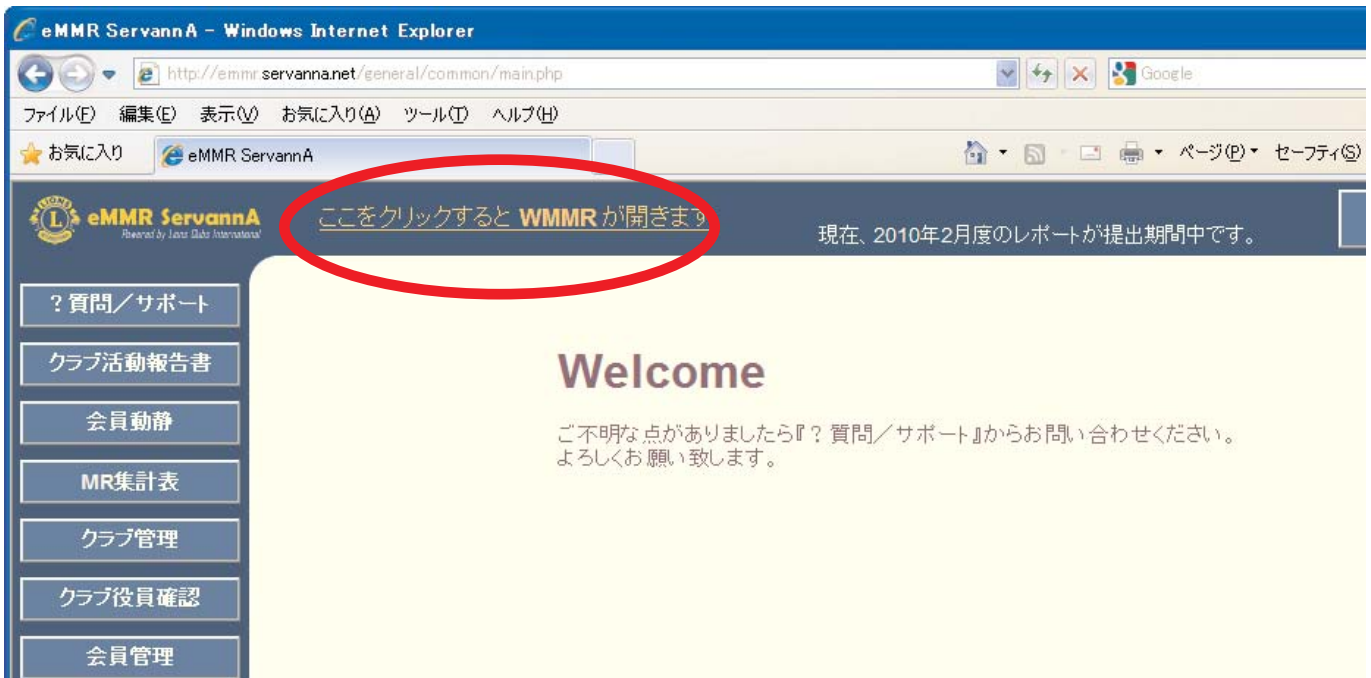 eMMR ServannA - Windows Internet Explorer
http://emmr.servanna.net/general/common/main.php
Google
ファイル(F) 編集(E) 表示(V) お気に入り(A) ツール(T) ヘルプ(H)
お気に入り eMMR ServannA ページ(P) セーフティ(S)
eMMR ServannA
Powered by Lions Clubs International
ここをクリックすると WMMR が開きます
現在、2010年2月度のレポートが提出期間中です。
?質問/サポート
クラブ活動報告書
会員動静
MR集計表
クラブ管理
クラブ役員確認
会員管理
Welcome
ご不明な点がありましたら『?質問/サポート』からお問い合わせください。
よろしくお願い致します。